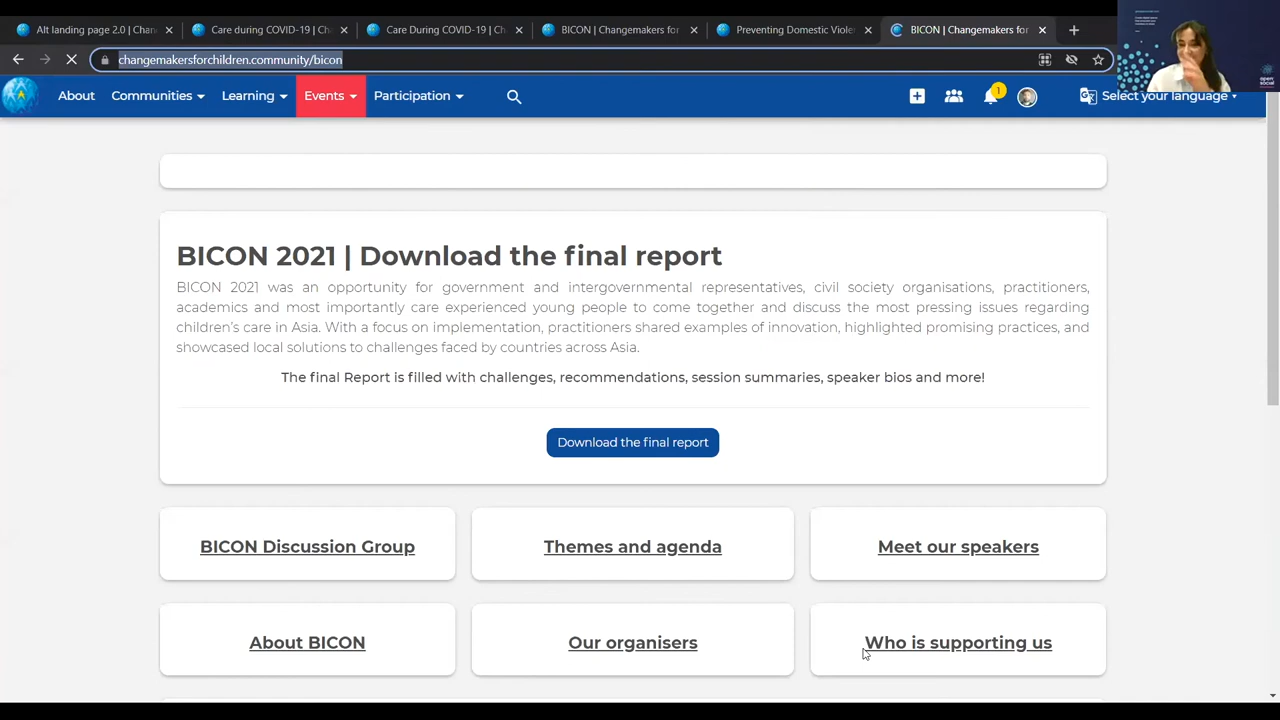 Alt landing page 2.0 | Chan
Care during COVID-19 | Ch
Care During COVID-19 | Ch
BICON | Changemakers for
Preventing Domestic Violen
BICON | Changemakers for
changemakersforchildren.community/bicon
open social
About
Communities
Learning
Events
Participation
1
Select your language
BICON 2021 | Download the final report
BICON 2021 was an opportunity for government and intergovernmental representatives, civil society organisations, practitioners,
academics and most importantly care experienced young people to come together and discuss the most pressing issues regarding
children's care in Asia. With a focus on implementation, practitioners shared examples of innovation, highlighted promising practices, and
showcased local solutions to challenges faced by countries across Asia.
The final Report is filled with challenges, recommendations, session summaries, speaker bios and more!
Download the final report
BICON Discussion Group
Themes and agenda
Meet our speakers
About BICON
Our organisers
Who is supporting us